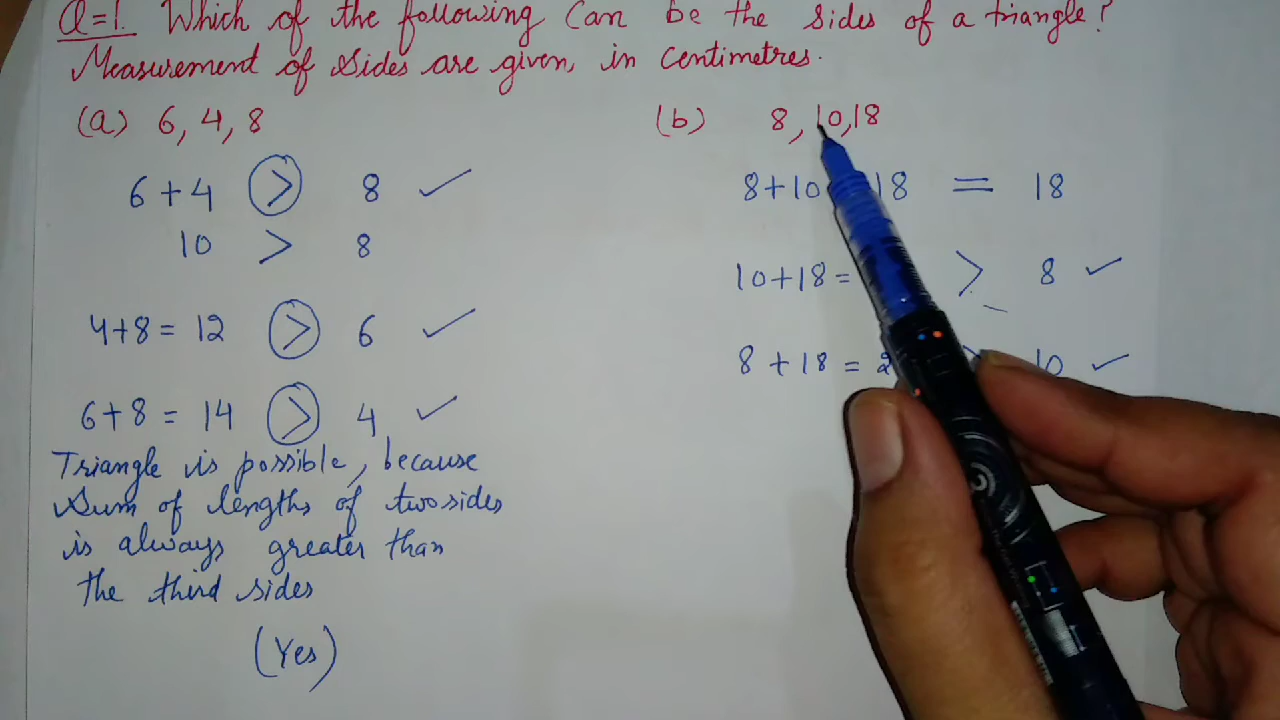 Q=1. Which of the following Can be the sides of a triangle?
Measurement of sides are given, in centimetres.
(a) 6, 4, 8
6+4 > 8 ✓
10 > 8
4+8 = 12 > 6 ✓
6+8 = 14 > 4 ✓
Triangle is possible, because
Sum of lengths of two sides
is always greater than
the third sides
(Yes)
(b) 8, 10, 18
8+10 18 = 18
10+18 = > 8 ✓
8+18 = 2 > 10 ✓